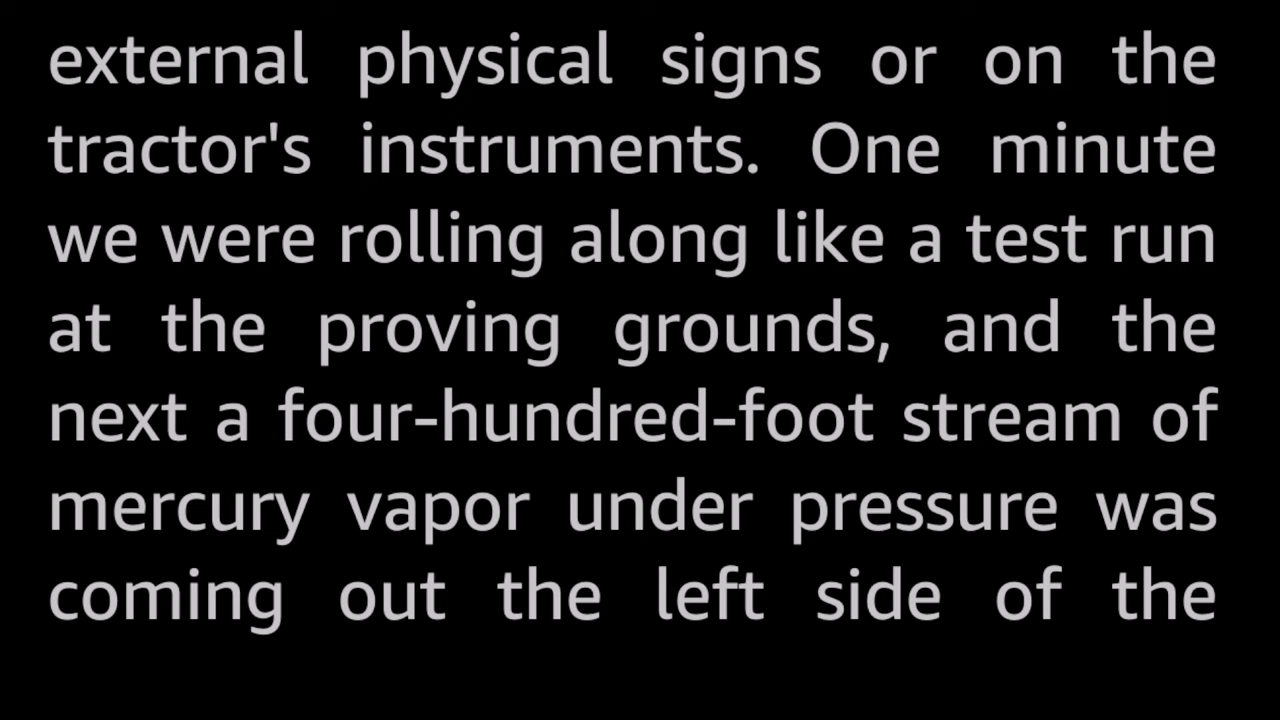 external physical signs or on the
tractor's instruments. One minute
we were rolling along like a test run
at the proving grounds, and the
next a four-hundred-foot stream of
mercury vapor under pressure was
coming out the left side of the